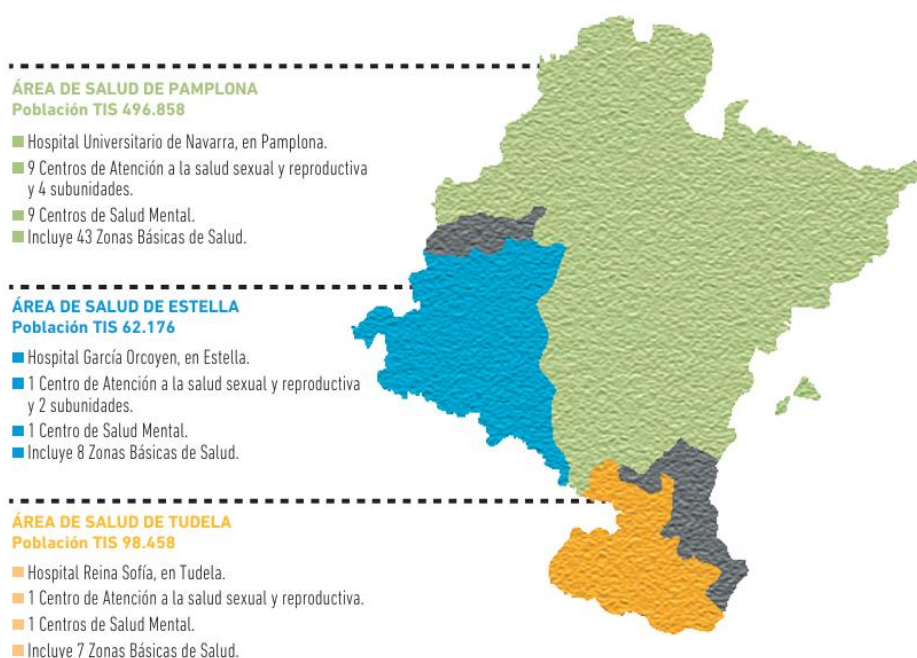 ÁREA DE SALUD DE PAMPLONA
Población TIS 496.858
Hospital Universitario de Navarra, en Pamplona.
9 Centros de Atención a la salud sexual y reproductiva
y 4 subunidades.
9 Centros de Salud Mental.
Incluye 43 Zonas Básicas de Salud.
ÁREA DE SALUD DE ESTELLA
Población TIS 62.176
Hospital García Orcoyen, en Estella.
1 Centro de Atención a la salud sexual y reproductiva
y 2 subunidades.
1 Centro de Salud Mental.
Incluye 8 Zonas Básicas de Salud.
ÁREA DE SALUD DE TUDELA
Población TIS 98.458
Hospital Reina Sofía, en Tudela.
1 Centro de Atención a la salud sexual y reproductiva.
1 Centros de Salud Mental.
Incluye 7 Zonas Básicas de Salud.